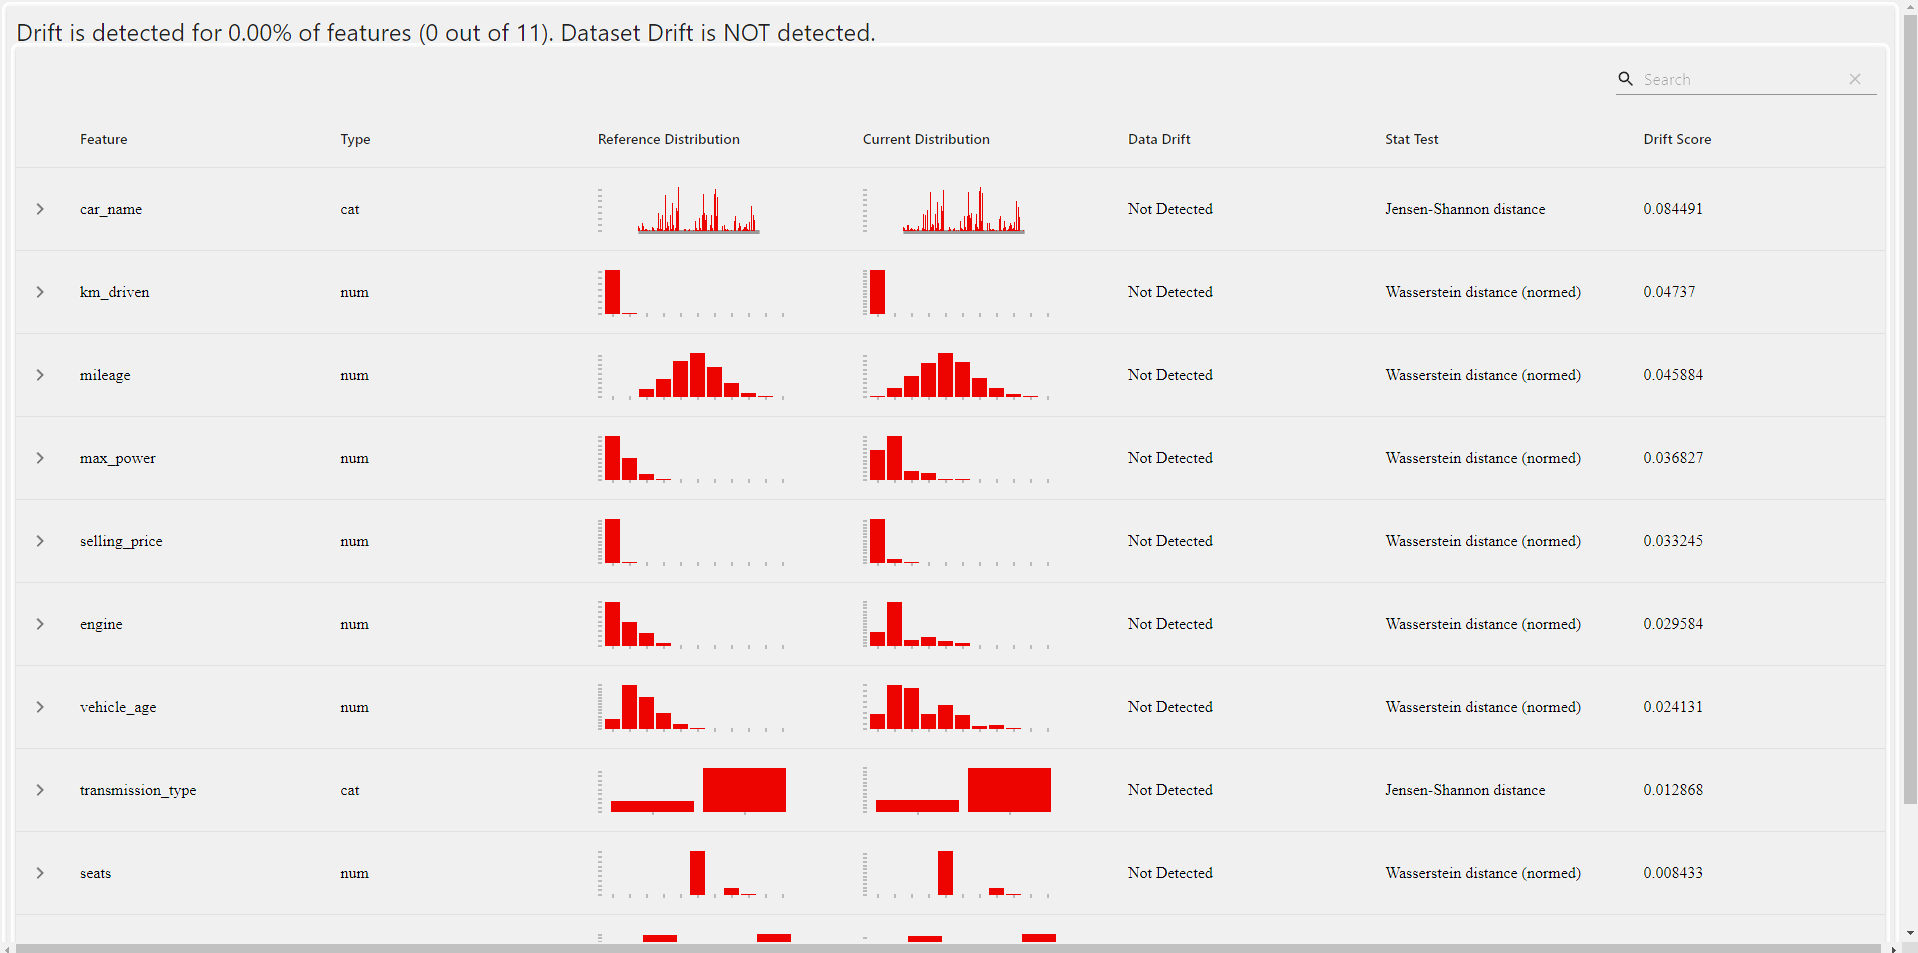 Drift is detected for 0.00% of features (0 out of 11). Dataset Drift is NOT detected.
Search
Feature Type Reference Distribution Current Distribution Data Drift Stat Test Drift Score
car_name cat Not Detected Jensen-Shannon distance 0.084491
km_driven num Not Detected Wasserstein distance (normed) 0.04737
mileage num Not Detected Wasserstein distance (normed) 0.045884
max_power num Not Detected Wasserstein distance (normed) 0.036827
selling_price num Not Detected Wasserstein distance (normed) 0.033245
engine num Not Detected Wasserstein distance (normed) 0.029584
vehicle_age num Not Detected Wasserstein distance (normed) 0.024131
transmission_type cat Not Detected Jensen-Shannon distance 0.012868
seats num Not Detected Wasserstein distance (normed) 0.008433